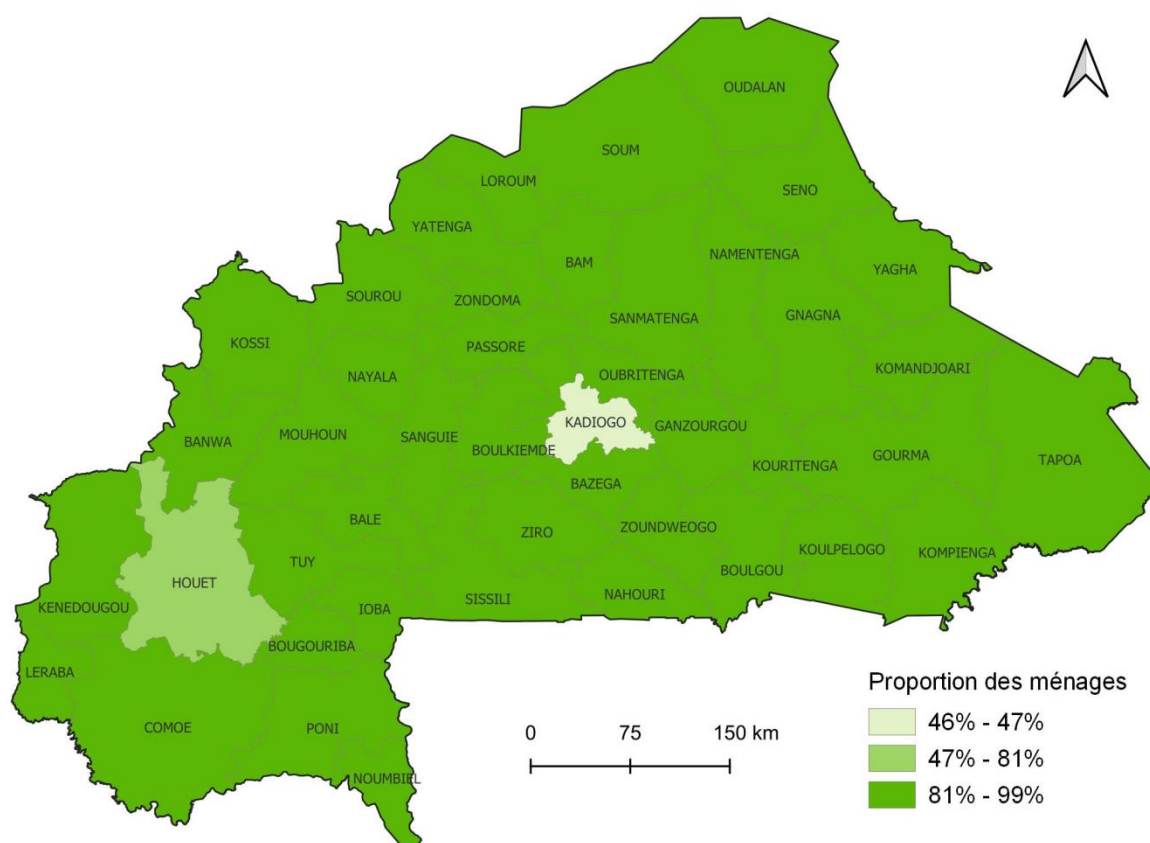 OUDALAN
SOUM
LOROUM
SENO
YATENGA
NAMENTENGA
BAM
YAGHA
SOUROU
ZONDOMA
GNAGNA
SANMATENGA
KOSSI
PASSORE
KOMANDJOARI
NAYALA
OUBRITENGA
KADIOGO
GANZOURGOU
MOUHOUN
SANGUIE
BANWA
BOULKIEMDE
GOURMA
TAPOA
KOURITENGA
BAZEGA
BALE
ZIRO
ZOUNDWEOGO
KOULPELOGO
KOMPIENGA
TUY
BOULGOU
HOUET
NAHOURI
SISSILI
KENEDOUGOU
IOBA
BOUGOURIBA
LERABA
COMOE
PONI
NOUMBIEL
0 75 150 km
Proportion des ménages
46% - 47%
47% - 81%
81% - 99%